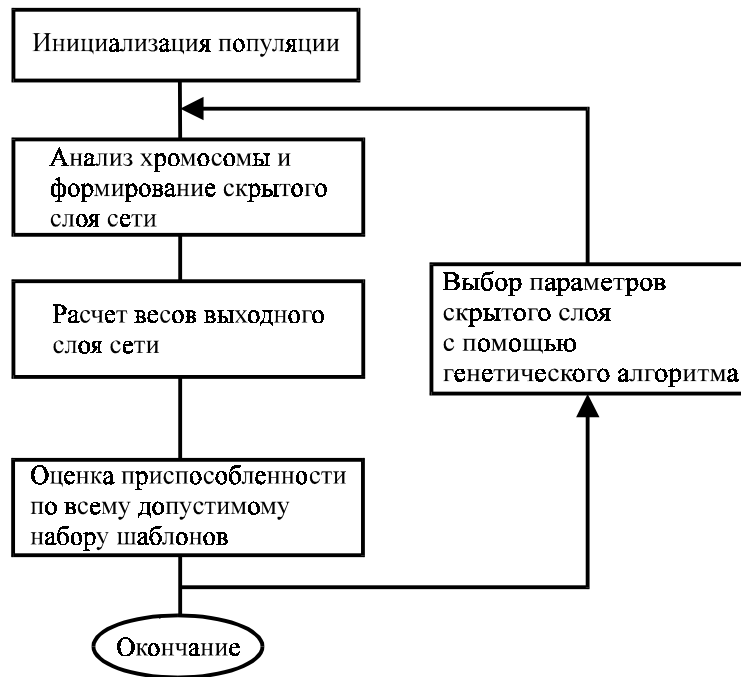 Инициализация популяции
Анализ хромосомы и
формирование скрытого
слоя сети
Расчет весов выходного
слоя сети
Выбор параметров
скрытого слоя
с помощью
генетического алгоритма
Оценка приспособленности
по всему допустимому
набору шаблонов
Окончание